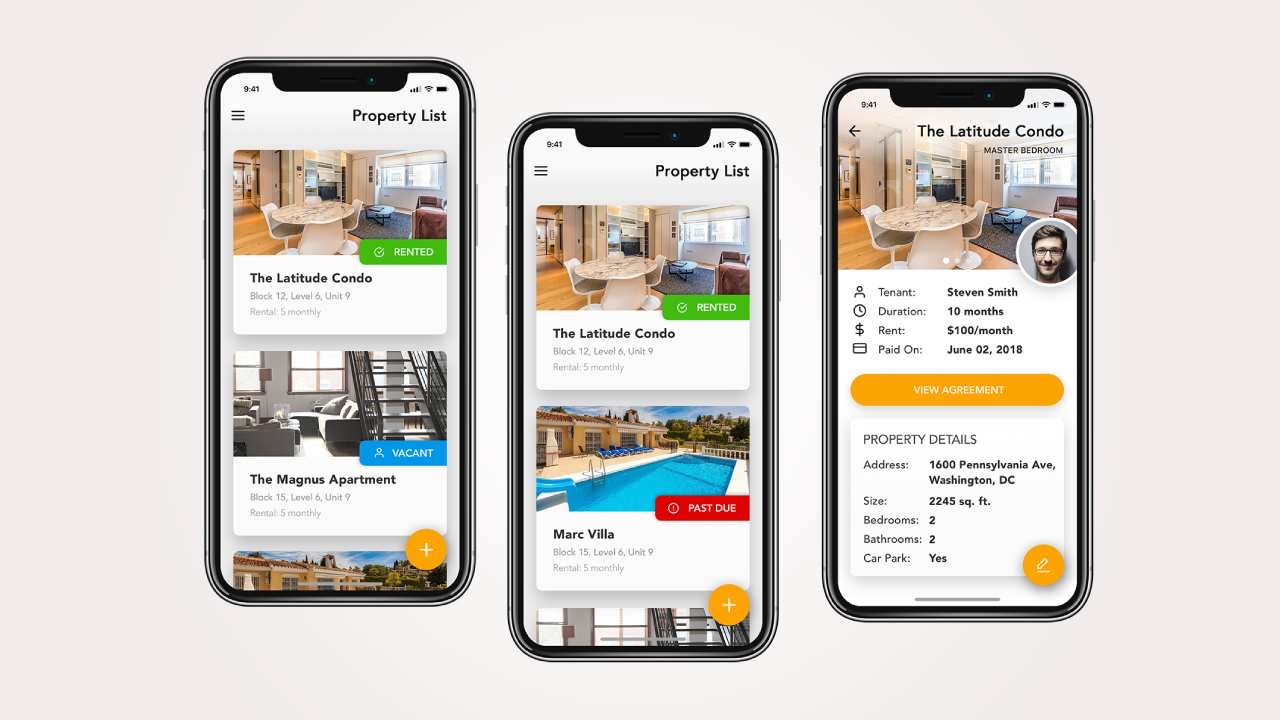 9:41
Property List
RENTED
The Latitude Condo
Block 12, Level 6, Unit 9
Rental: 5 monthly
VACANT
The Magnus Apartment
Block 15, Level 6, Unit 9
Rental: 5 monthly
+
9:41
Property List
RENTED
The Latitude Condo
Block 12, Level 6, Unit 9
Rental: 5 monthly
PAST DUE
Marc Villa
Block 15, Level 6, Unit 9
Rental: 5 monthly
+
9:41
The Latitude Condo
MASTER BEDROOM
Tenant: Steven Smith
Duration: 10 months
$ Rent: $100/month
Paid On: June 02, 2018
VIEW AGREEMENT
PROPERTY DETAILS
Address: 1600 Pennsylvania Ave,
Washington, DC
Size: 2245 sq. ft.
Bedrooms: 2
Bathrooms: 2
Car Park: Yes